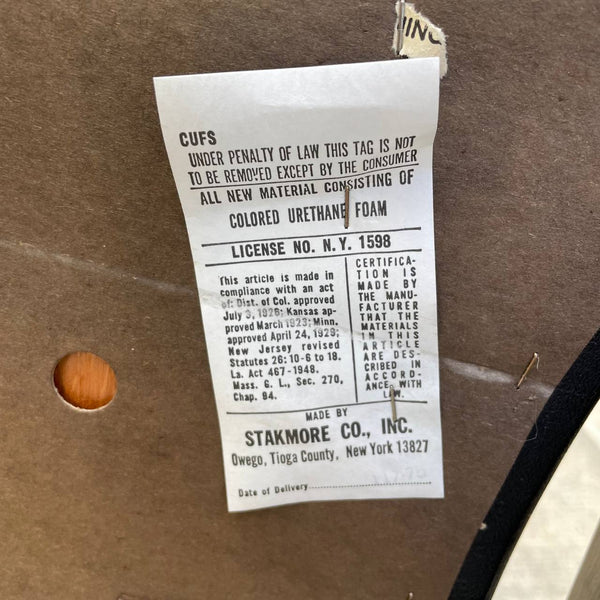 CUFS
UNDER PENALTY OF LAW THIS TAG IS NOT
TO BE REMOVED EXCEPT BY THE CONSUMER
ALL NEW MATERIAL CONSISTING OF
COLORED URETHANE FOAM
LICENSE NO. N.Y. 1598
This article is made in
compliance with an act
of: Dist. of Col. approved
July 3, 1926; Kansas ap-
proved March 1923; Minn.
approved April 24, 1929;
New Jersey revised
Statutes 26:10-6 to 18.
La. Act 467-1948.
Mass. G. L., Sec. 270,
Chap. 94.
CERTIFICA-
TION IS
MADE BY
THE MANU-
FACTURER
THAT THE
MATERIALS
IN THIS
ARTICLE
ARE DES-
CRIBED IN
ACCORD-
ANCE WITH
LAW.
MADE BY
STAKMORE CO., INC.
Owego, Tioga County, New York 13827
Date of Delivery